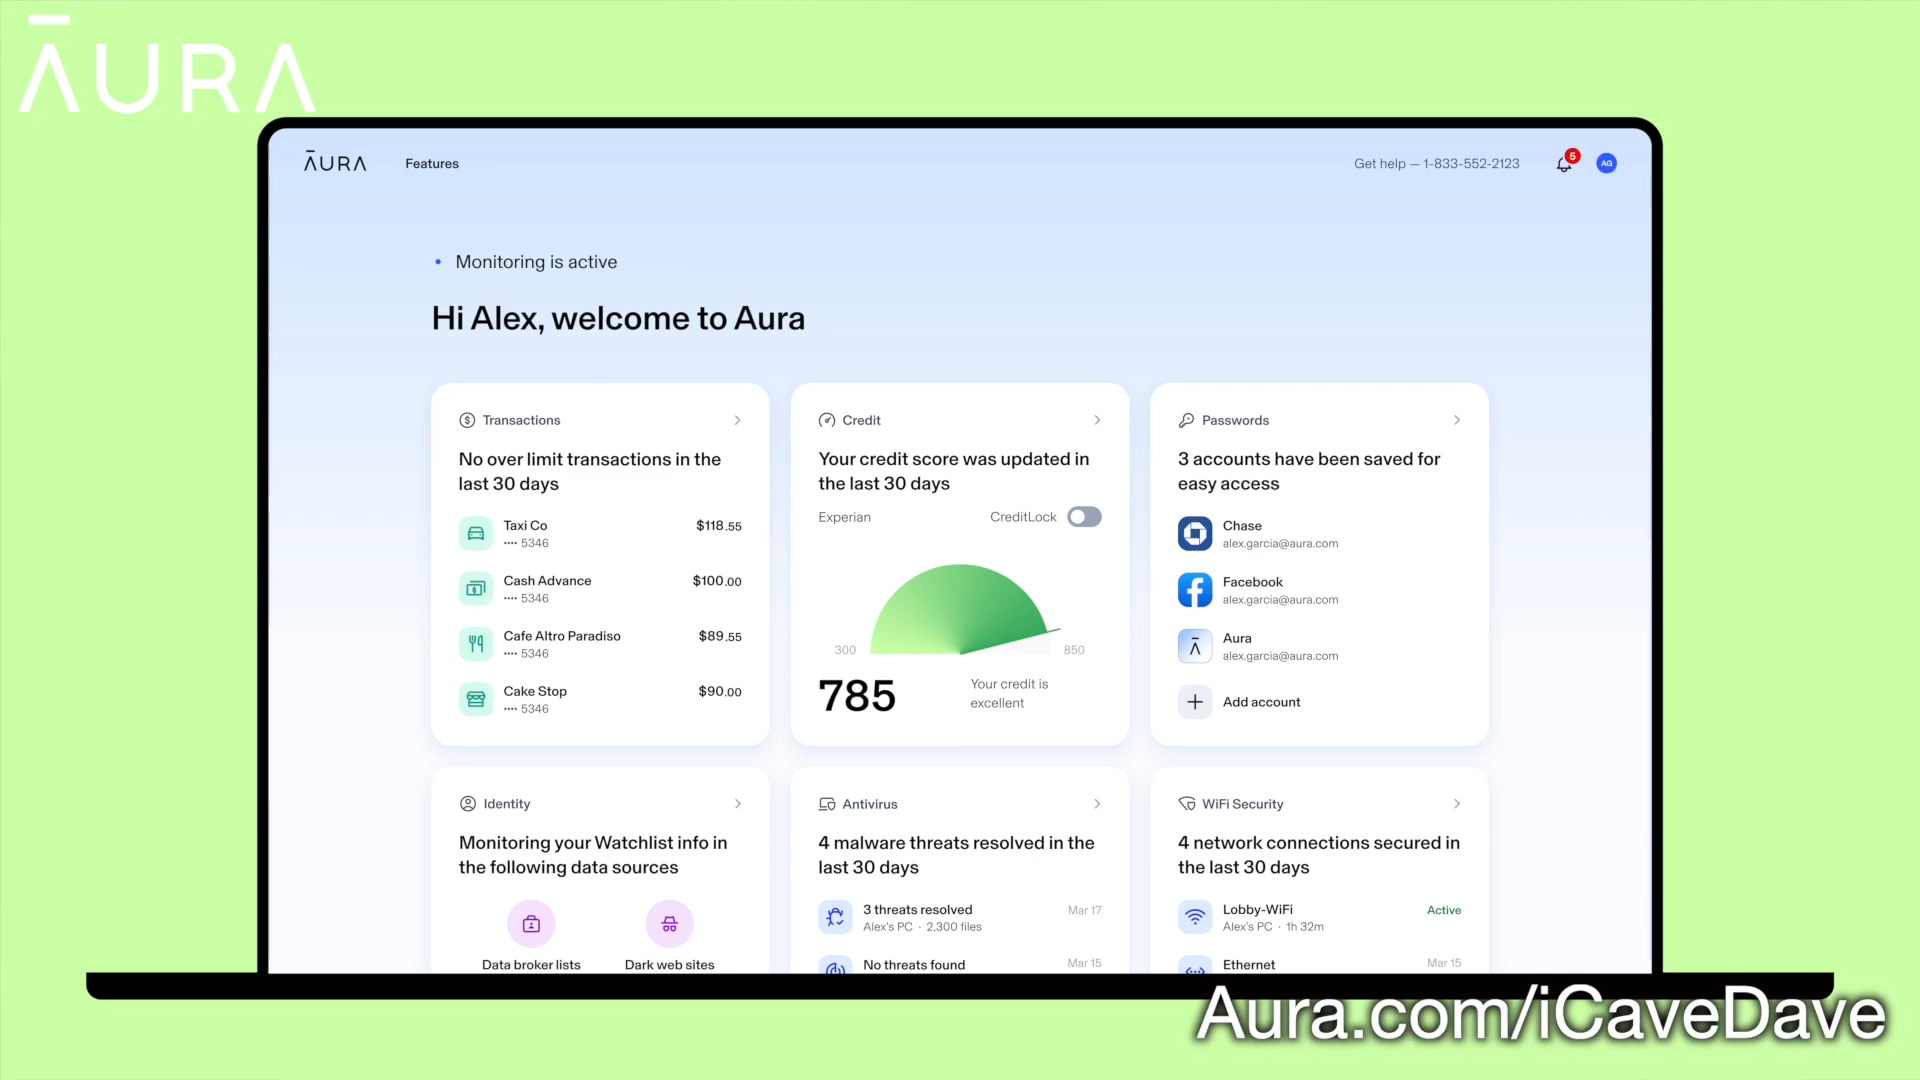 ĀURA
ĀURA
Features
Get help — 1-833-552-2123
5
AG
• Monitoring is active
Hi Alex, welcome to Aura
Transactions
No over limit transactions in the
last 30 days
Taxi Co
$118.55
•••• 5346
Cash Advance
$100.00
•••• 5346
Cafe Altro Paradiso
$89.55
•••• 5346
Cake Stop
$90.00
•••• 5346
Credit
Your credit score was updated in
the last 30 days
Experian
CreditLock
300
850
785
Your credit is
excellent
Passwords
3 accounts have been saved for
easy access
Chase
alex.garcia@aura.com
Facebook
alex.garcia@aura.com
Ā
Aura
alex.garcia@aura.com
Add account
Identity
Monitoring your Watchlist info in
the following data sources
Data broker lists
Dark web sites
Antivirus
4 malware threats resolved in the
last 30 days
3 threats resolved
Mar 17
Alex's PC · 2,300 files
No threats found
Mar 15
WiFi Security
4 network connections secured in
the last 30 days
Lobby-WiFi
Active
Alex's PC · 1h 32m
Ethernet
Mar 15
Aura.com/iCaveDave